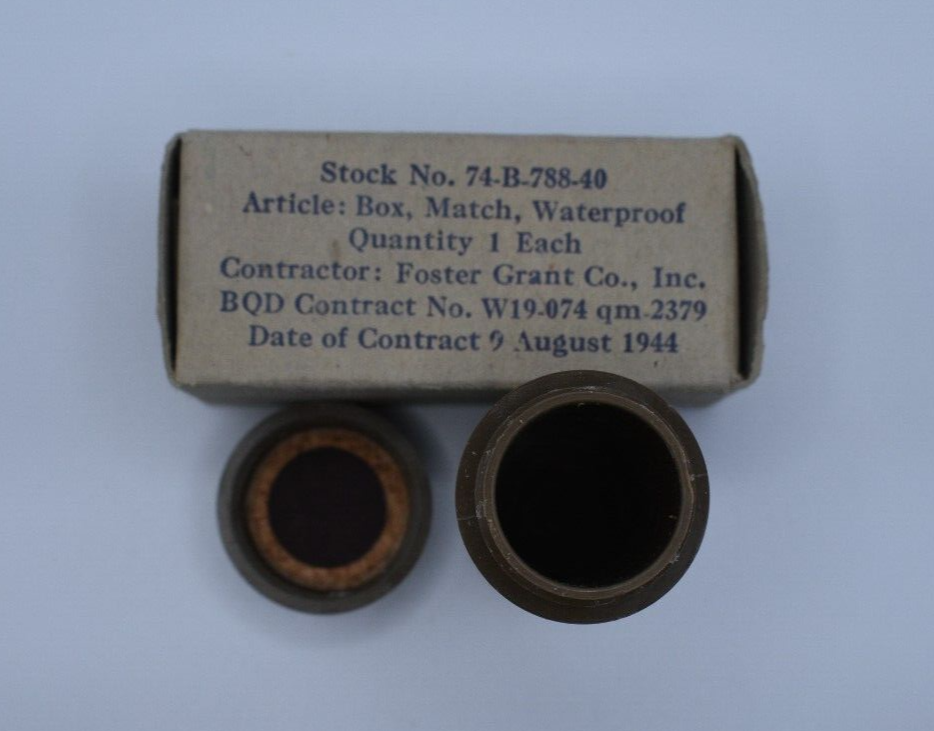 Stock No. 74-B-788-40
Article: Box, Match, Waterproof
Quantity 1 Each
Contractor: Foster Grant Co., Inc.
BQD Contract No. W19-074 qm-2379
Date of Contract 9 August 1944